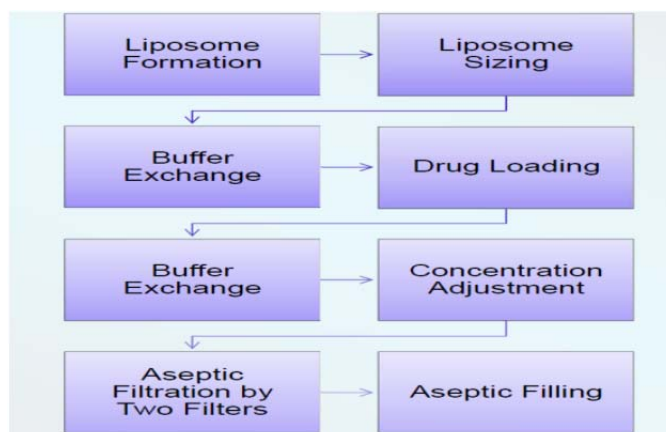 Liposome
Formation
Liposome
Sizing
Buffer
Exchange
Drug Loading
Buffer
Exchange
Concentration
Adjustment
Aseptic
Filtration by
Two Filters
Aseptic Filling